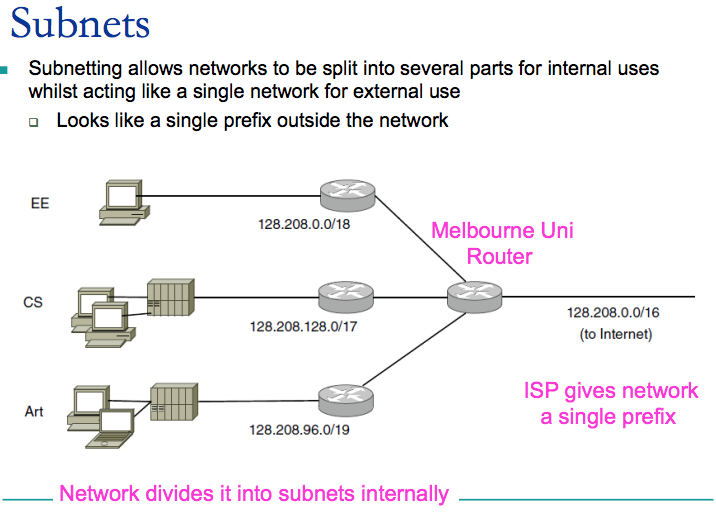 Subnets
Subnetting allows networks to be split into several parts for internal uses
whilst acting like a single network for external use
Looks like a single prefix outside the network
EE
128.208.0.0/18
Melbourne Uni
Router
CS
128.208.128.0/17
128.208.0.0/16
(to Internet)
ISP gives network
a single prefix
Art
128.208.96.0/19
Network divides it into subnets internally